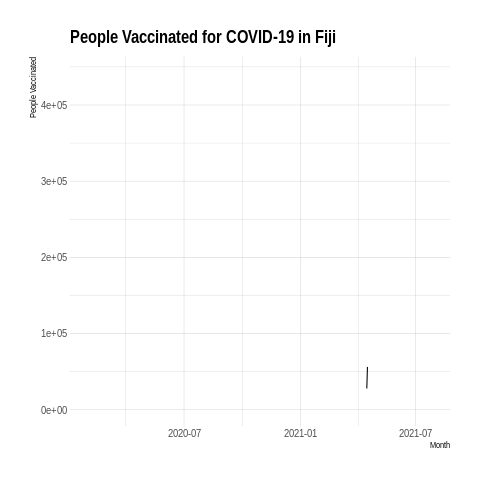 People Vaccinated for COVID-19 in Fiji
People Vaccinated
4e+05
3e+05
2e+05
1e+05
0e+00
2020-07
2021-01
2021-07
Month